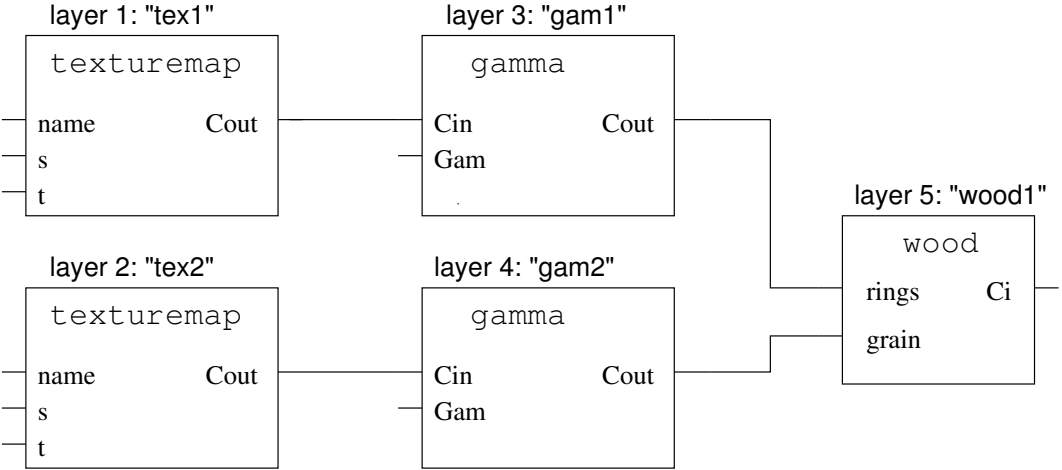 layer 1: "tex1"
texturemap
name Cout
s
t
layer 3: "gam1"
gamma
Cin Cout
Gam
layer 2: "tex2"
texturemap
name Cout
s
t
layer 4: "gam2"
gamma
Cin Cout
Gam
layer 5: "wood1"
wood
rings Ci
grain